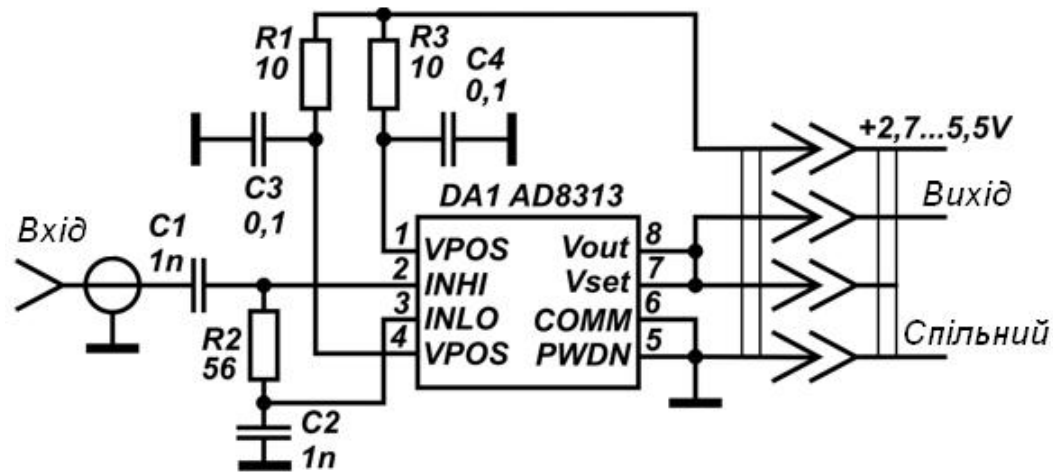 R1
10
R3
10
C4
0,1
+2,7...5,5V
C3
0,1
DA1 AD8313
Вхід
C1
1n
Вихід
1
VPOS
Vout
8
2
INHI
Vset
7
3
INLO
COMM
6
4
VPOS
PWDN
5
R2
56
Спільний
C2
1n